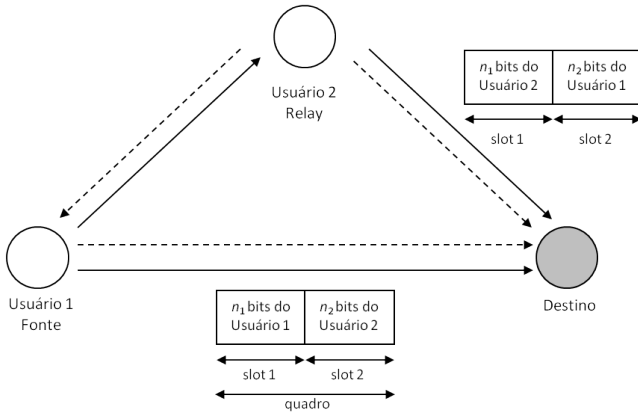 Usuário 2
Relay
n₁ bits do
Usuário 2
n₂ bits do
Usuário 1
slot 1
slot 2
Usuário 1
Fonte
Destino
n₁ bits do
Usuário 1
n₂ bits do
Usuário 2
slot 1
slot 2
quadro